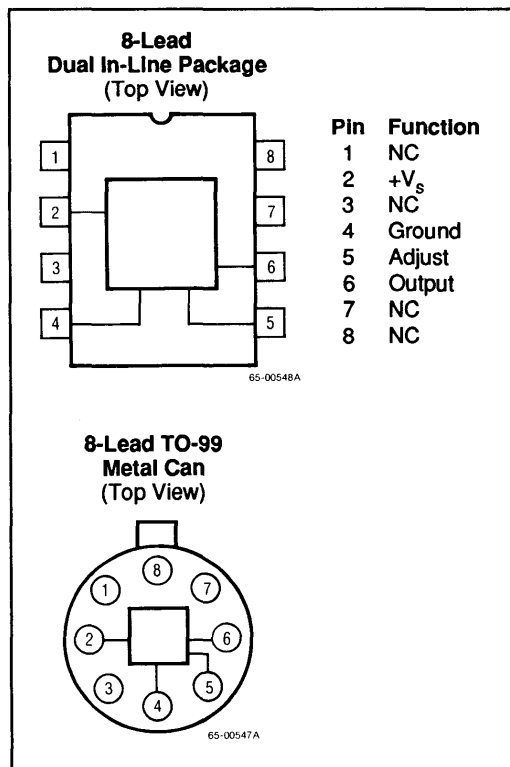 8-Lead
Dual In-Line Package
(Top View)
1
2
3
4
8
7
6
5
65-00548A
Pin Function
1 NC
2 +Vs
3 NC
4 Ground
5 Adjust
6 Output
7 NC
8 NC
8-Lead TO-99
Metal Can
(Top View)
8
1
7
2
6
3
5
4
65-00547A